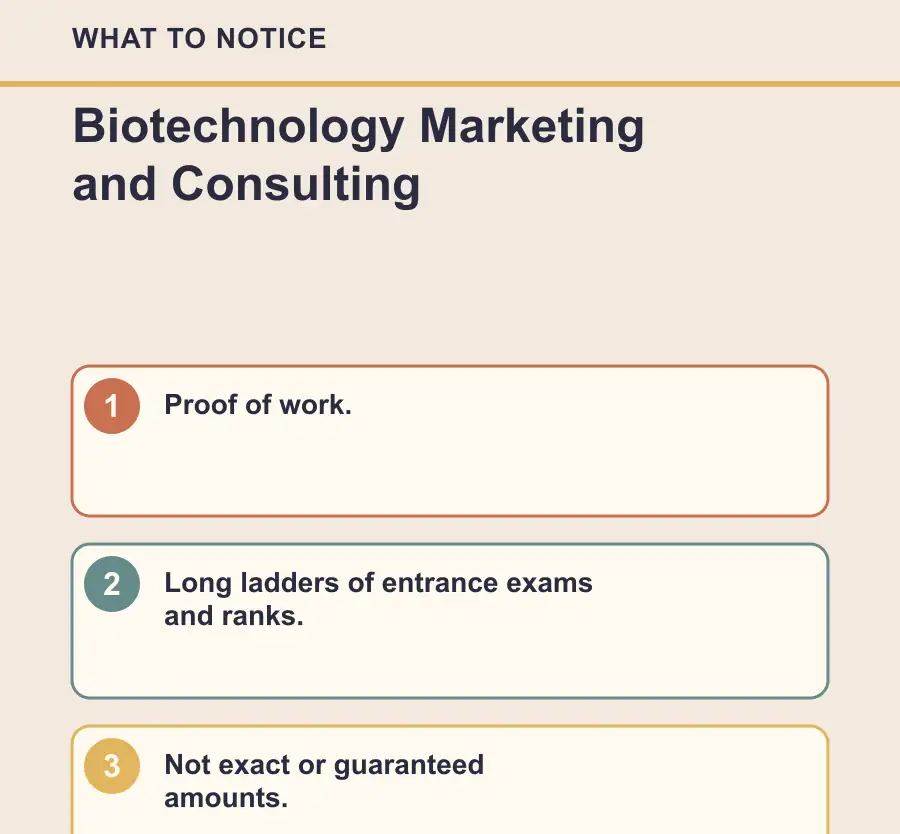 WHAT TO NOTICE
Biotechnology Marketing
and Consulting
1
Proof of work.
2
Long ladders of entrance exams
and ranks.
3
Not exact or guaranteed
amounts.